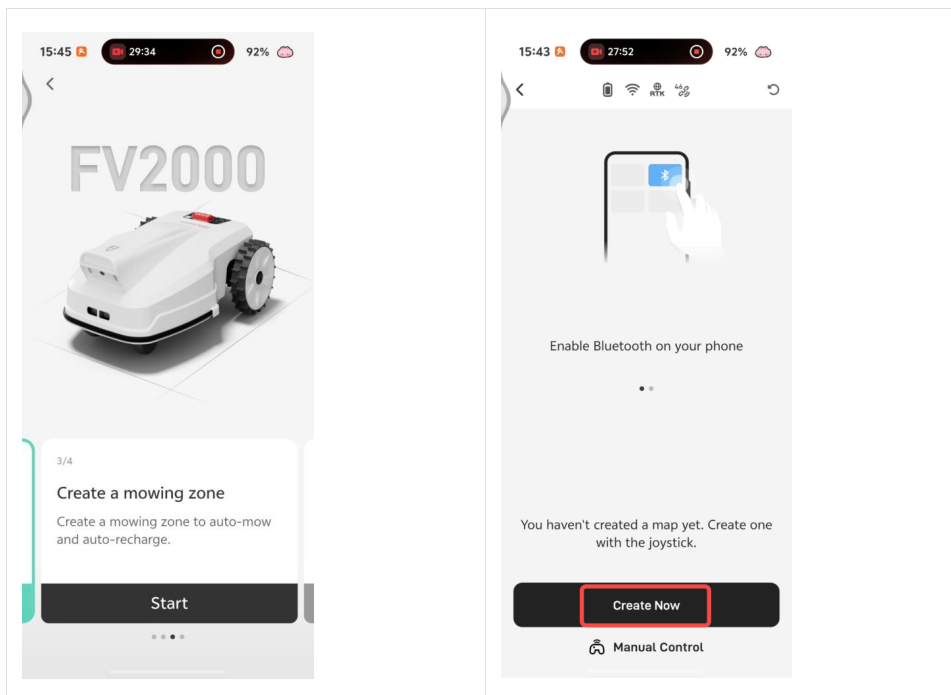 15:45 29:34 92%
FV2000
3/4
Create a mowing zone
Create a mowing zone to auto-mow
and auto-recharge.
Start
15:43 27:52 92%
RTK 46
Enable Bluetooth on your phone
You haven't created a map yet. Create one
with the joystick.
Create Now
Manual Control